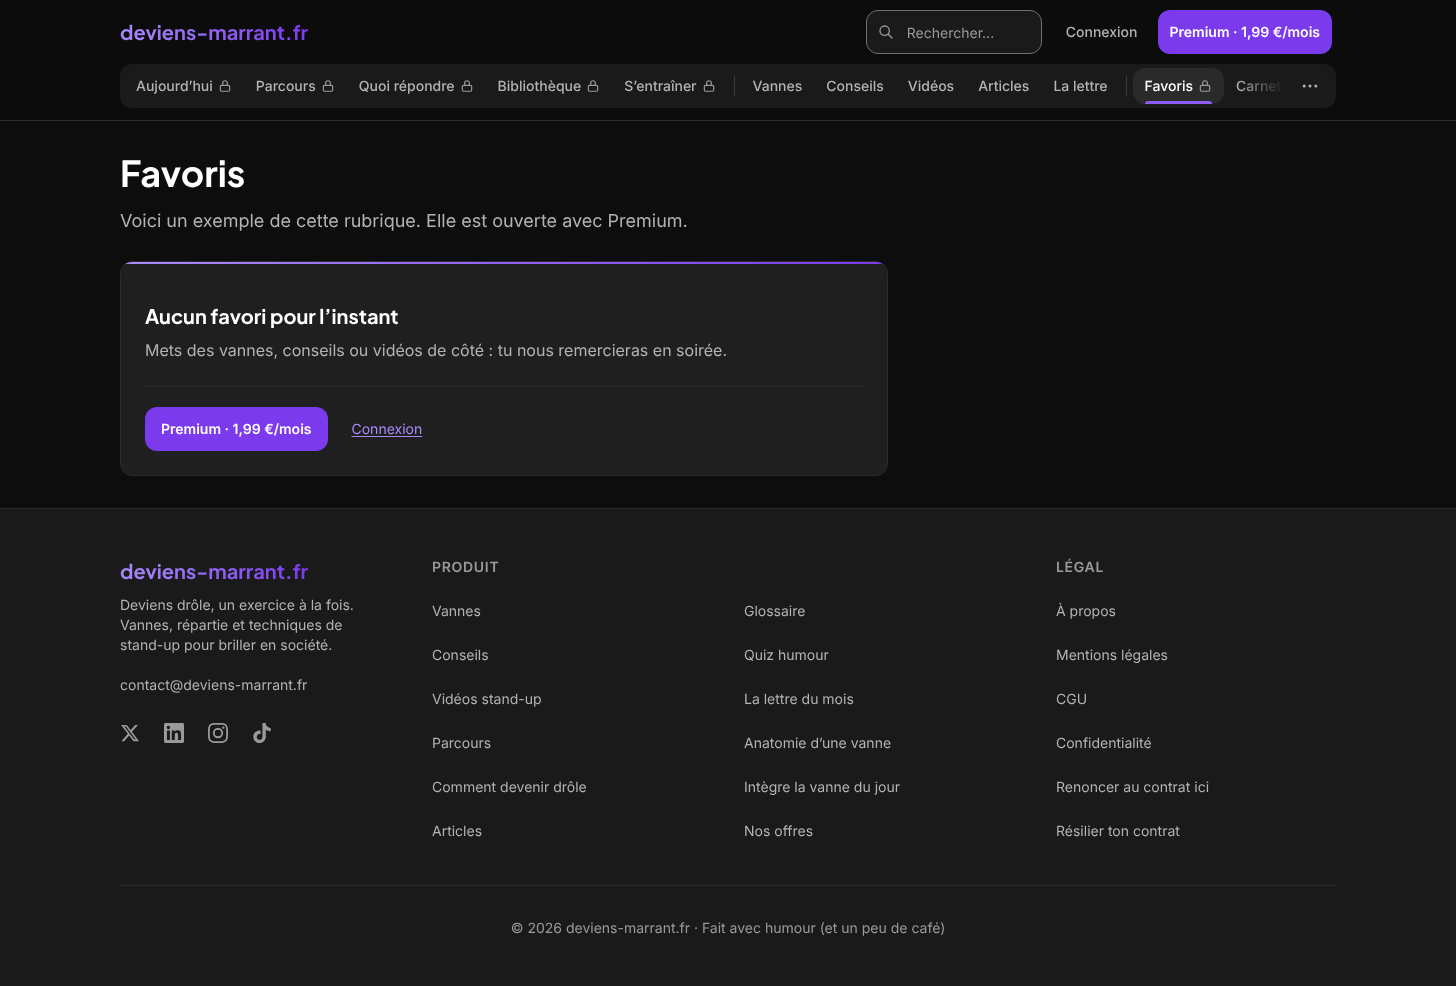 deviens-marrant.fr
Rechercher...
Connexion
Premium · 1,99 €/mois
Aujourd’hui
Parcours
Quoi répondre
Bibliothèque
S’entraîner
Vannes
Conseils
Vidéos
Articles
La lettre
Favoris
Carnet
Favoris
Voici un exemple de cette rubrique. Elle est ouverte avec Premium.
Aucun favori pour l’instant
Mets des vannes, conseils ou vidéos de côté : tu nous remercieras en soirée.
Premium · 1,99 €/mois
Connexion
deviens-marrant.fr
Deviens drôle, un exercice à la fois.
Vannes, répartie et techniques de
stand-up pour briller en société.
contact@deviens-marrant.fr
PRODUIT
Vannes
Conseils
Vidéos stand-up
Parcours
Comment devenir drôle
Articles
Glossaire
Quiz humour
La lettre du mois
Anatomie d’une vanne
Intègre la vanne du jour
Nos offres
LÉGAL
À propos
Mentions légales
CGU
Confidentialité
Renoncer au contrat ici
Résilier ton contrat
© 2026 deviens-marrant.fr · Fait avec humour (et un peu de café)